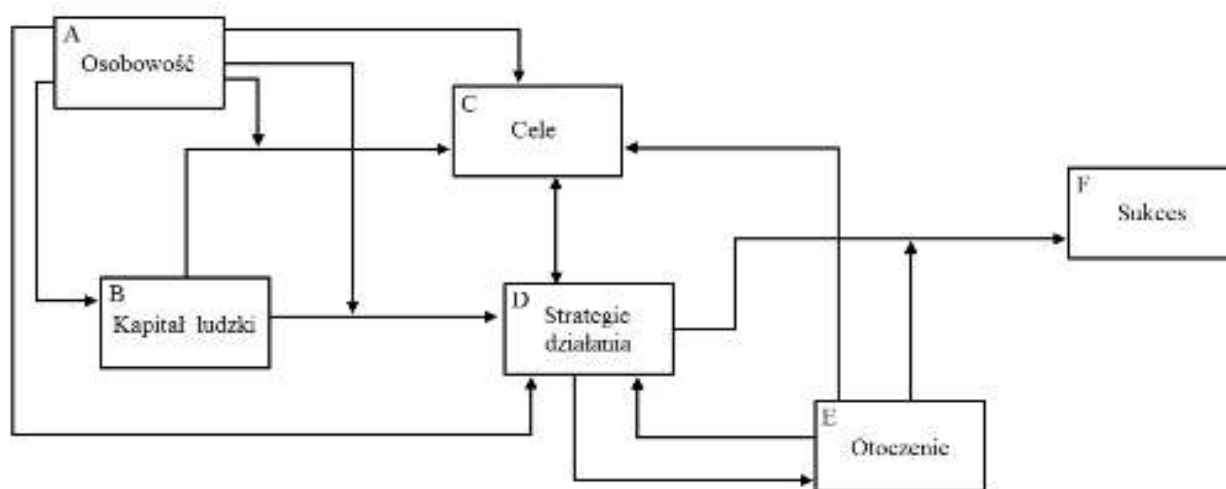 A
Osobowość
C
Cele
F
Sukces
B
Kapitał ludzki
D
Strategie
działania
E
Otoczenie